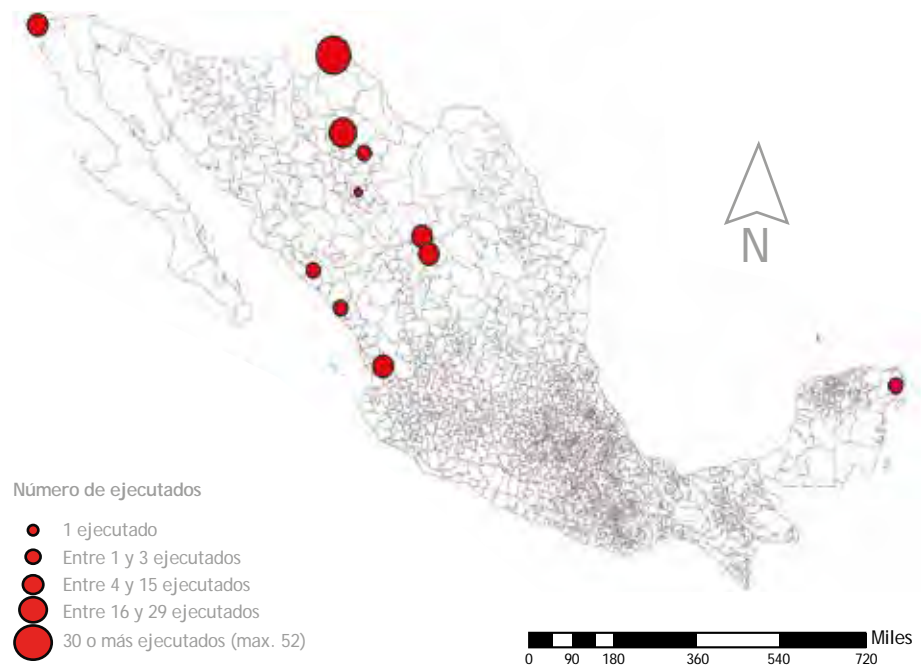 N
Número de ejecutados
1 ejecutado
Entre 1 y 3 ejecutados
Entre 4 y 15 ejecutados
Entre 16 y 29 ejecutados
30 o más ejecutados (max. 52)
Miles
0 90 180 360 540 720